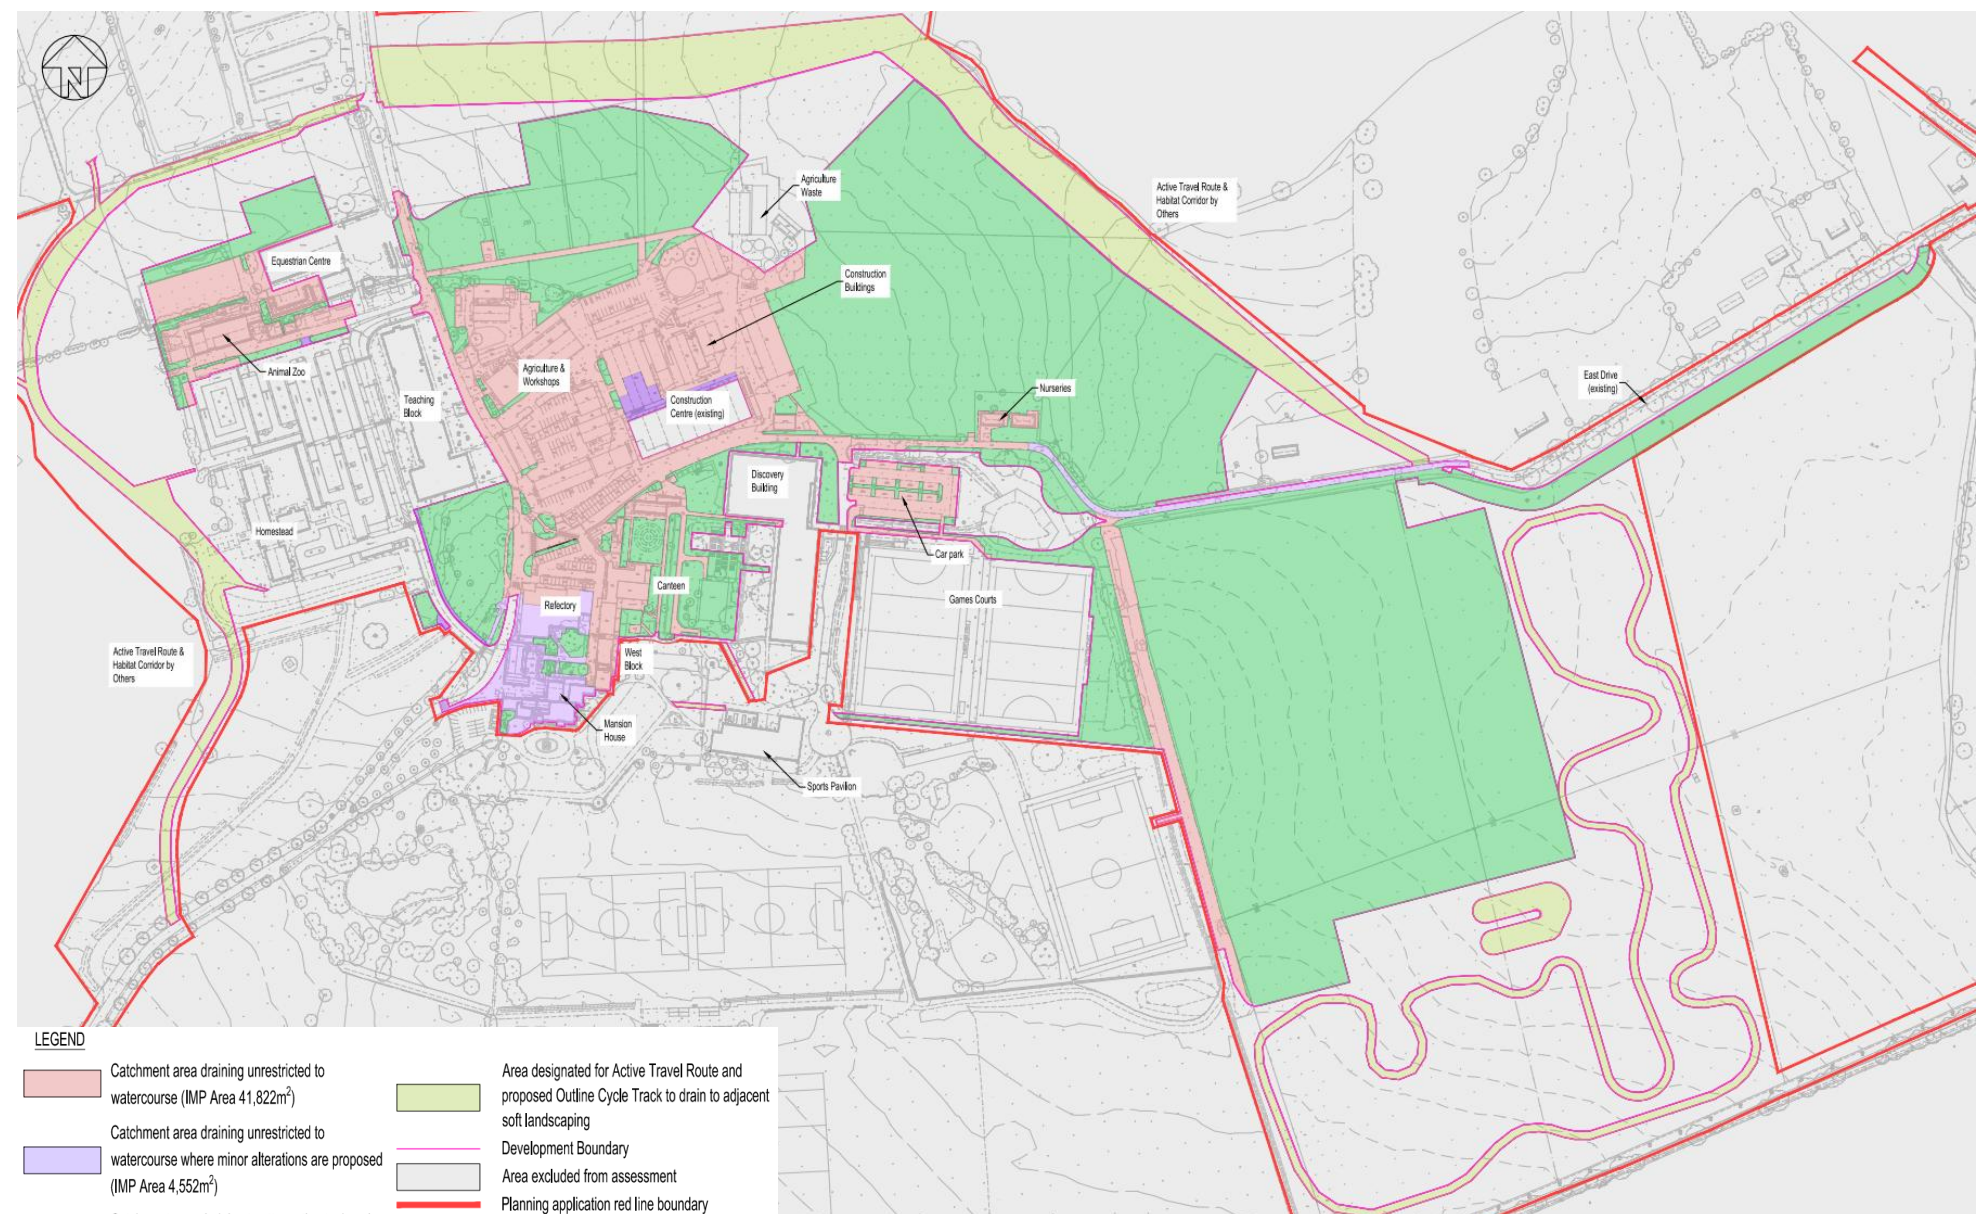 N
Agriculture
Waste
Active Travel Route &
Habitat Corridor by
Others
Equestrian Centre
Construction
Buildings
Animal Zoo
Agriculture &
Workshops
Teaching
Block
Construction
Centre (existing)
Nurseries
East Drive
(existing)
Discovery
Building
Homestead
Car park
Canteen
Games Courts
Refectory
Active Travel Route &
Habitat Corridor by
Others
West
Block
Mansion
House
Sports Pavilion
LEGEND
Catchment area draining unrestricted to
watercourse (IMP Area 41,822m²)
Catchment area draining unrestricted to
watercourse where minor alterations are proposed
(IMP Area 4,552m²)
Area designated for Active Travel Route and
proposed Outline Cycle Track to drain to adjacent
soft landscaping
Development Boundary
Area excluded from assessment
Planning application red line boundary